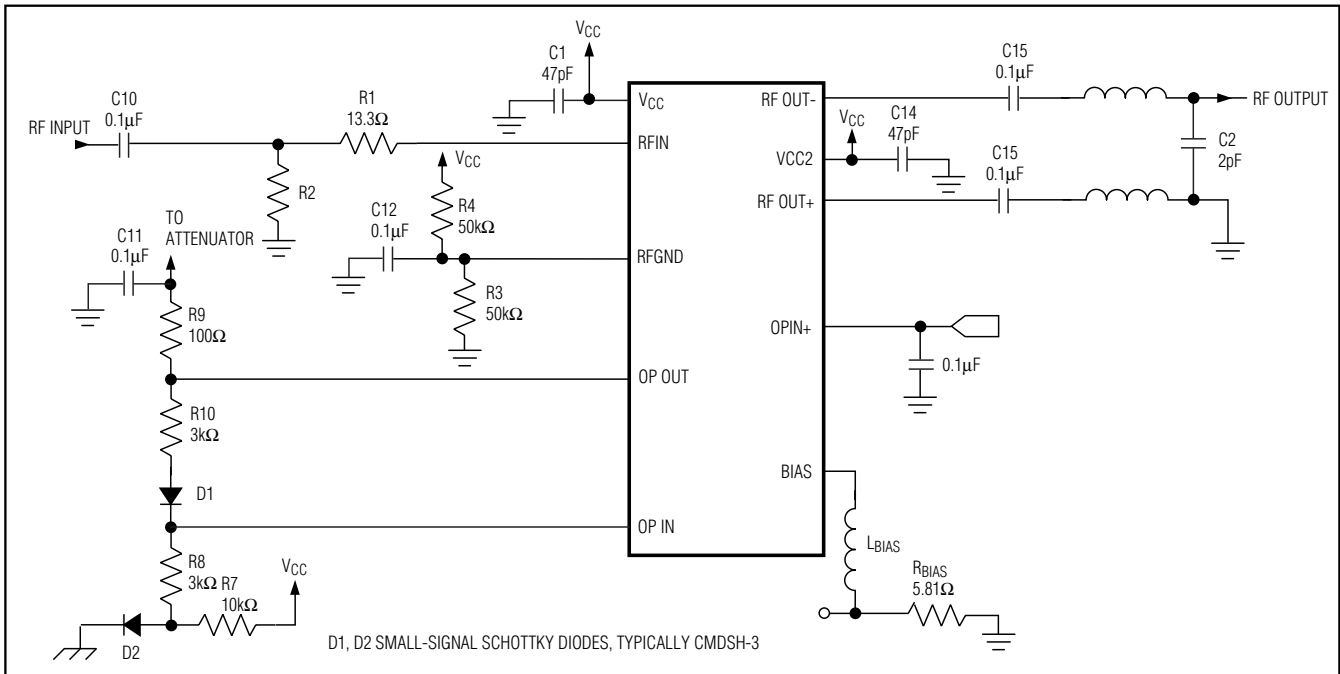 VCC
C1
47pF
C10
0.1µF
RF INPUT
R1
13.3Ω
R2
VCC
R4
50kΩ
C12
0.1µF
R3
50kΩ
TO
ATTENUATOR
C11
0.1µF
R9
100Ω
R10
3kΩ
D1
R8
3kΩ
R7
10kΩ
VCC
D2
D1, D2 SMALL-SIGNAL SCHOTTKY DIODES, TYPICALLY CMDSH-3
VCC
RFIN
RFGND
OP OUT
OP IN
RF OUT-
VCC2
RF OUT+
OPIN+
BIAS
C15
0.1µF
RF OUTPUT
VCC
C14
47pF
C2
2pF
C15
0.1µF
0.1µF
LBIAS
RBIAS
5.81Ω